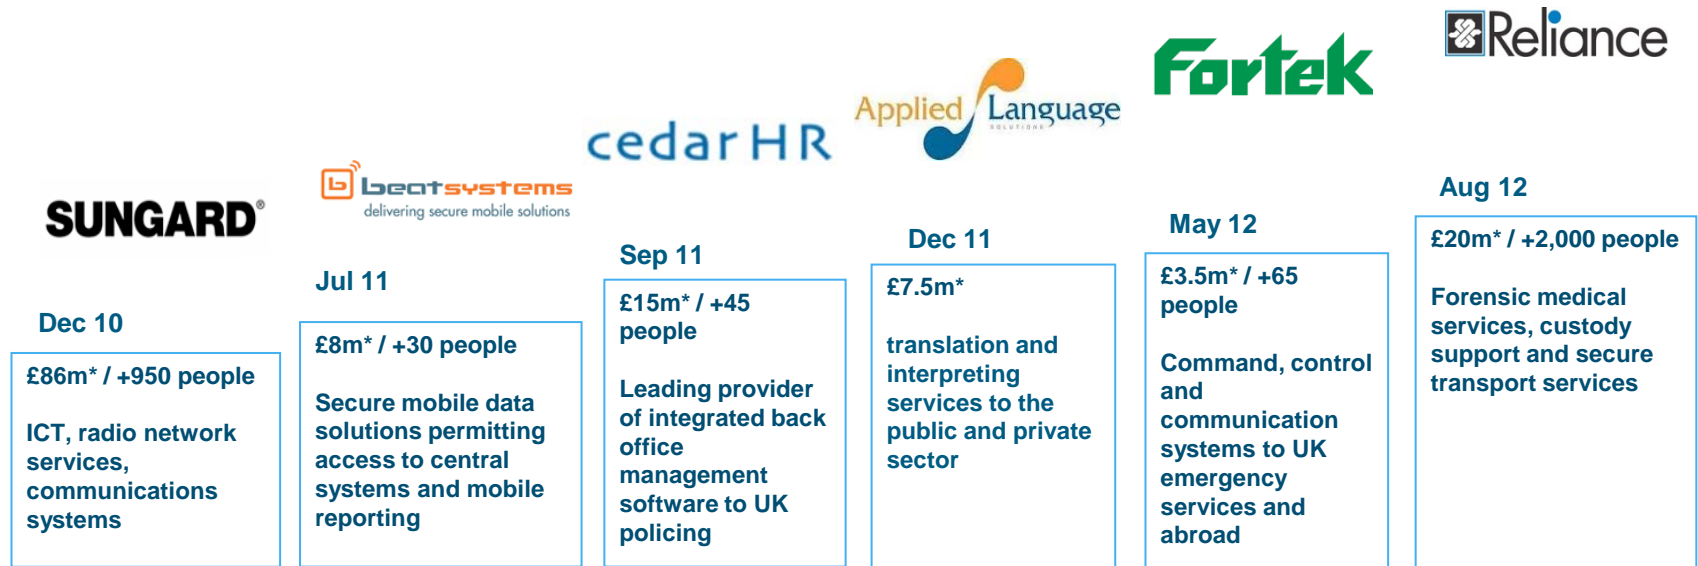 SUNGARD®
Dec 10
£86m* / +950 people
ICT, radio network
services,
communications
systems
b beatsystems
delivering secure mobile solutions
Jul 11
£8m* / +30 people
Secure mobile data
solutions permitting
access to central
systems and mobile
reporting
cedarHR
Sep 11
£15m* / +45
people
Leading provider
of integrated back
office
management
software to UK
policing
Applied Language
SOLUTIONS
Dec 11
£7.5m*
translation and
interpreting
services to the
public and private
sector
Fortek
May 12
£3.5m* / +65
people
Command, control
and
communication
systems to UK
emergency
services and
abroad
Reliance
Aug 12
£20m* / +2,000 people
Forensic medical
services, custody
support and secure
transport services